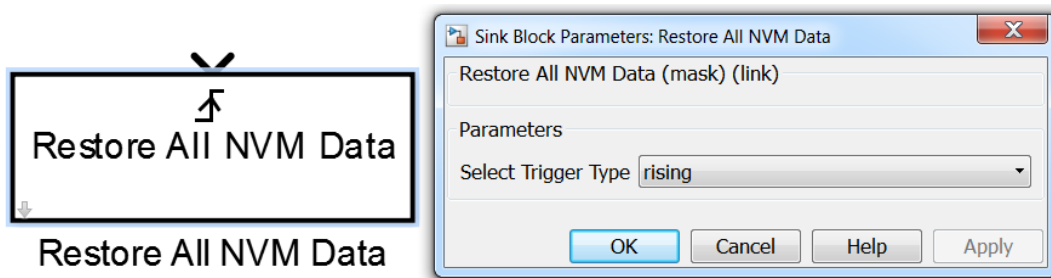 Restore All NVM Data
Restore All NVM Data
Sink Block Parameters: Restore All NVM Data
Restore All NVM Data (mask) (link)
Parameters
Select Trigger Type rising
OK Cancel Help Apply